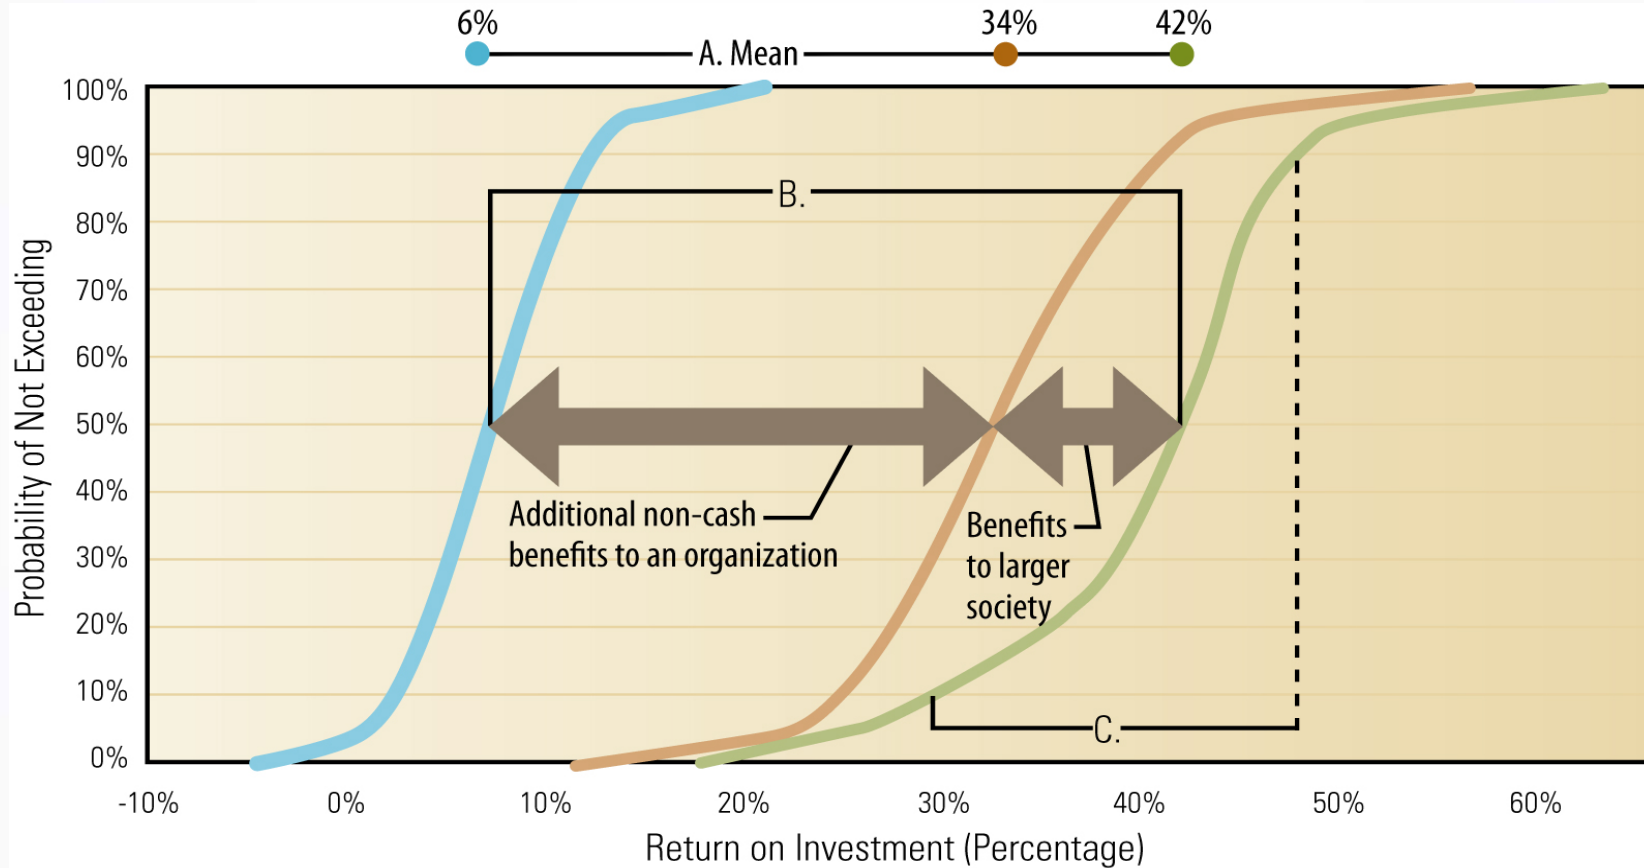 6% 34% 42%
A. Mean
100%
90%
80%
70%
60%
50%
40%
30%
20%
10%
0%
Probability of Not Exceeding
B.
Additional non-cash
benefits to an organization
Benefits
to larger
society
C.
-10% 0% 10% 20% 30% 40% 50% 60%
Return on Investment (Percentage)